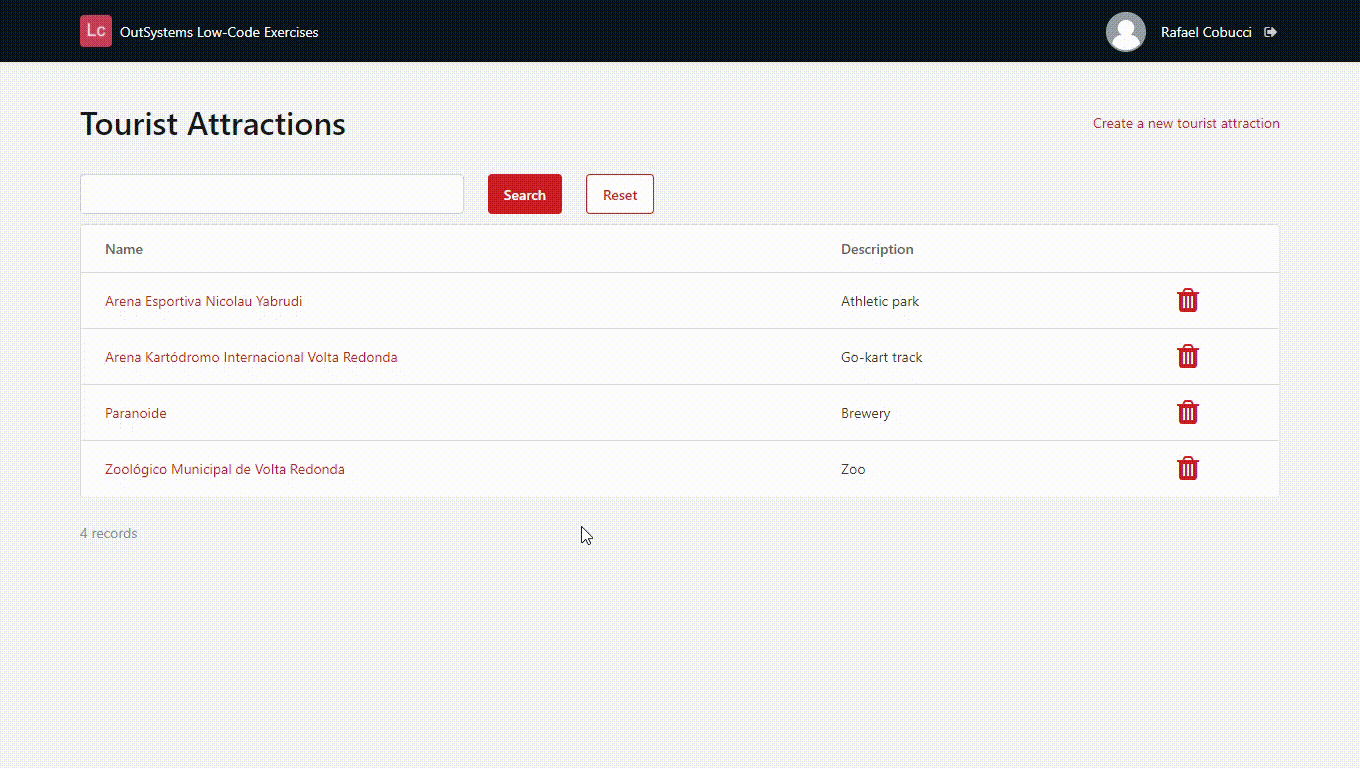 Lc OutSystems Low-Code Exercises Rafael Cobucci
Tourist Attractions Create a new tourist attraction
Search Reset
Name Description
Arena Esportiva Nicolau Yabrudi Athletic park
Arena Kartódromo Internacional Volta Redonda Go-kart track
Paranoide Brewery
Zoológico Municipal de Volta Redonda Zoo
4 records